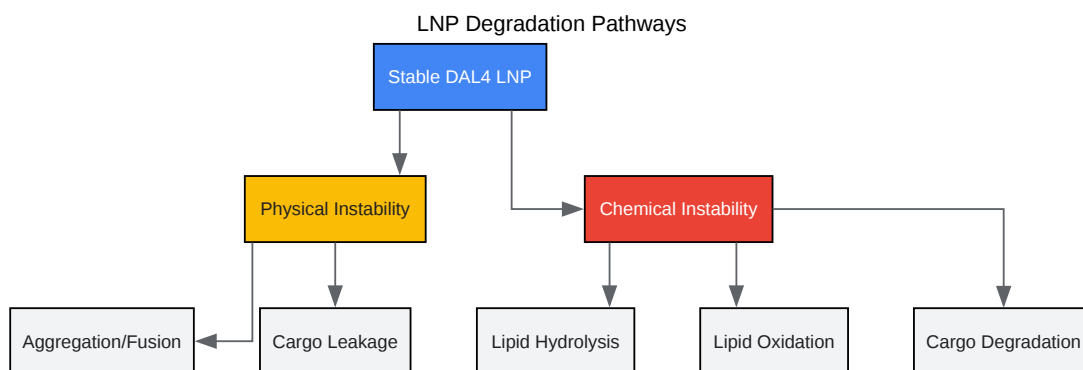 LNP Degradation Pathways
Stable DAL4 LNP
Physical Instability
Chemical Instability
Aggregation/Fusion
Cargo Leakage
Lipid Hydrolysis
Lipid Oxidation
Cargo Degradation